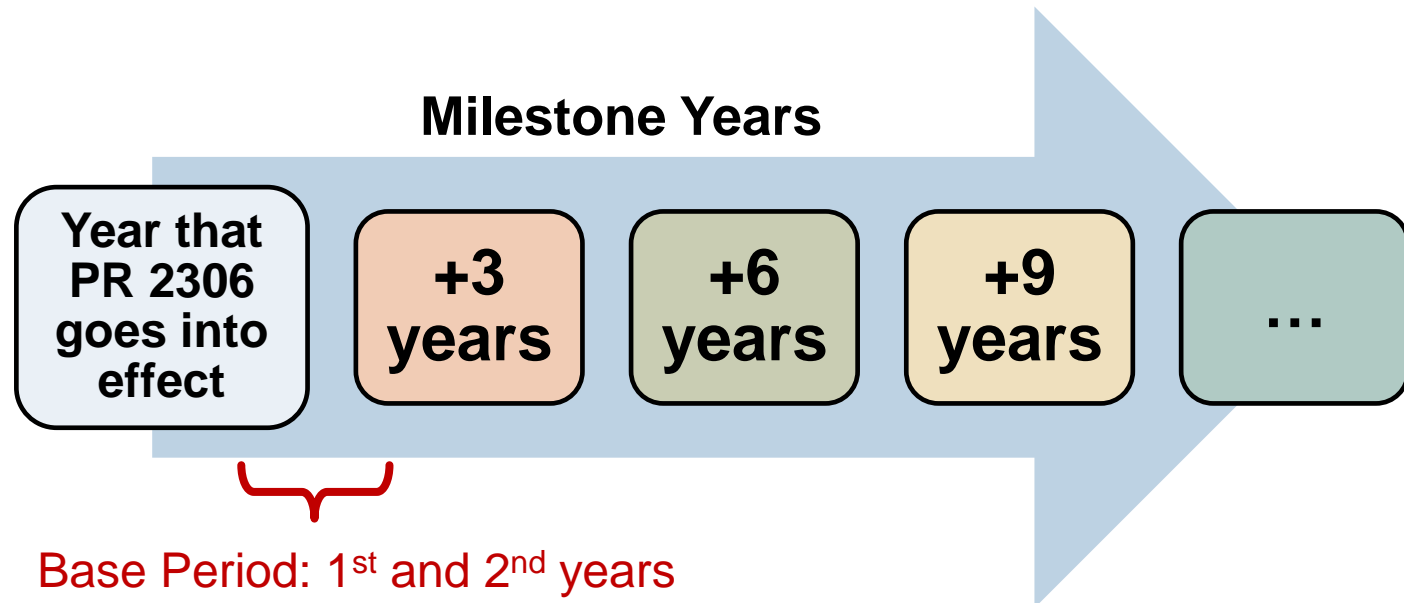 Milestone Years
Year that
PR 2306
goes into
effect
+3
years
+6
years
+9
years
...
Base Period: 1st and 2nd years